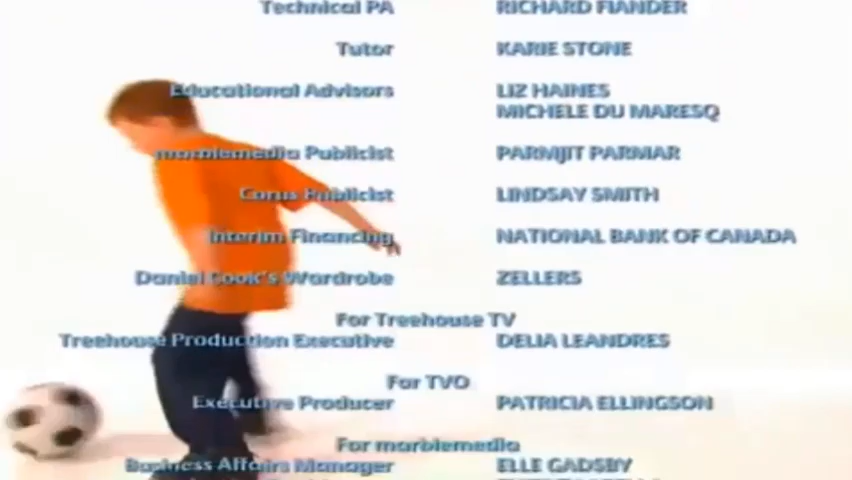 Technical PA RICHARD FIANDER
Tutor KARIE STONE
Educational Advisors LIZ HAINES
MICHELE DU MARESQ
marblemedia Publicist PARMJIT PARMAR
Corus Publicist LINDSAY SMITH
Interim Financing NATIONAL BANK OF CANADA
Daniel Cook's Wardrobe ZELLERS
For Treehouse TV
Treehouse Production Executive DELIA LEANDRES
For TVO
Executive Producer PATRICIA ELLINGSON
For marblemedia
Business Affairs Manager ELLE GADSBY